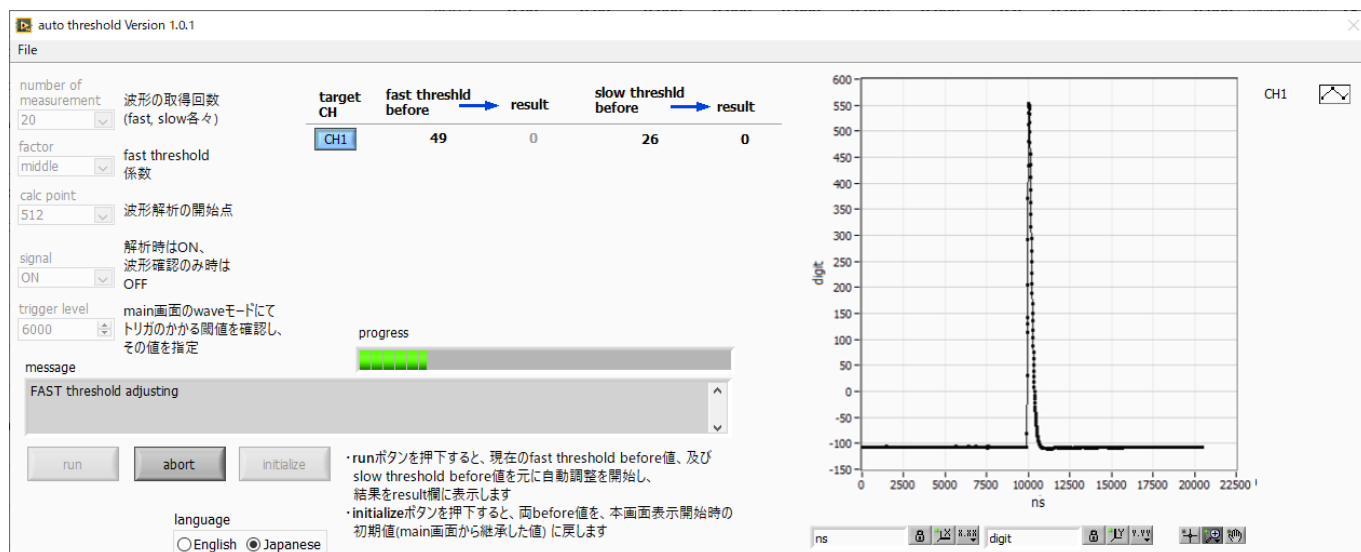 auto threshold Version 1.0.1
File
number of
measurement
20
波形の取得回数
(fast, slow各々)
factor
middle
fast threshold
係数
calc point
512
波形解析の開始点
signal
ON
解析時はON、
波形確認のみ時は
OFF
trigger level
6000
main画面のwaveモードにて
トリガのかかる閾値を確認し、
その値を指定
target
CH
fast threshld
before
result
slow threshld
before
result
CH1
49
0
26
0
progress
message
FAST threshold adjusting
run
abort
initialize
・runボタンを押下すると、現在のfast threshold before値、及び
slow threshold before値を元に自動調整を開始し、
結果をresult欄に表示します
・initializeボタンを押下すると、両before値を、本画面表示開始時の
初期値(main画面から継承した値) に戻します
language
English
Japanese
CH1
digit
600
550
500
450
400
350
300
250
200
150
100
50
0
-50
-100
-150
0 2500 5000 7500 10000 12500 15000 17500 20000 22500
ns
ns
X.XX
digit
Y.YY